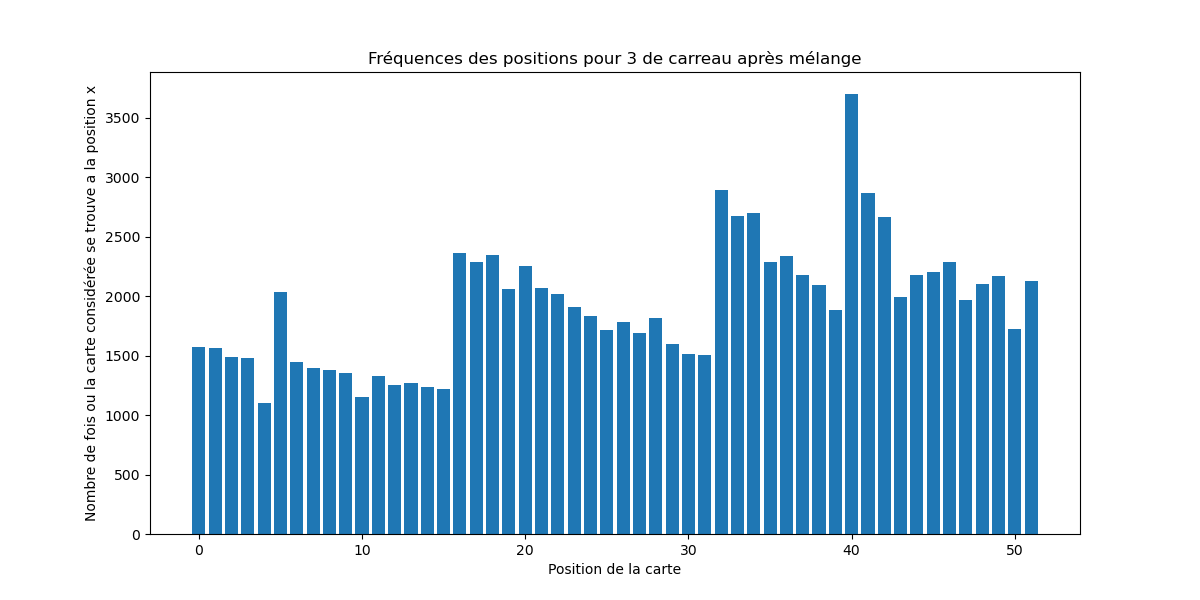 Fréquences des positions pour 3 de carreau après mélange
Nombre de fois ou la carte considérée se trouve a la position x
3500
3000
2500
2000
1500
1000
500
0
0 10 20 30 40 50
Position de la carte